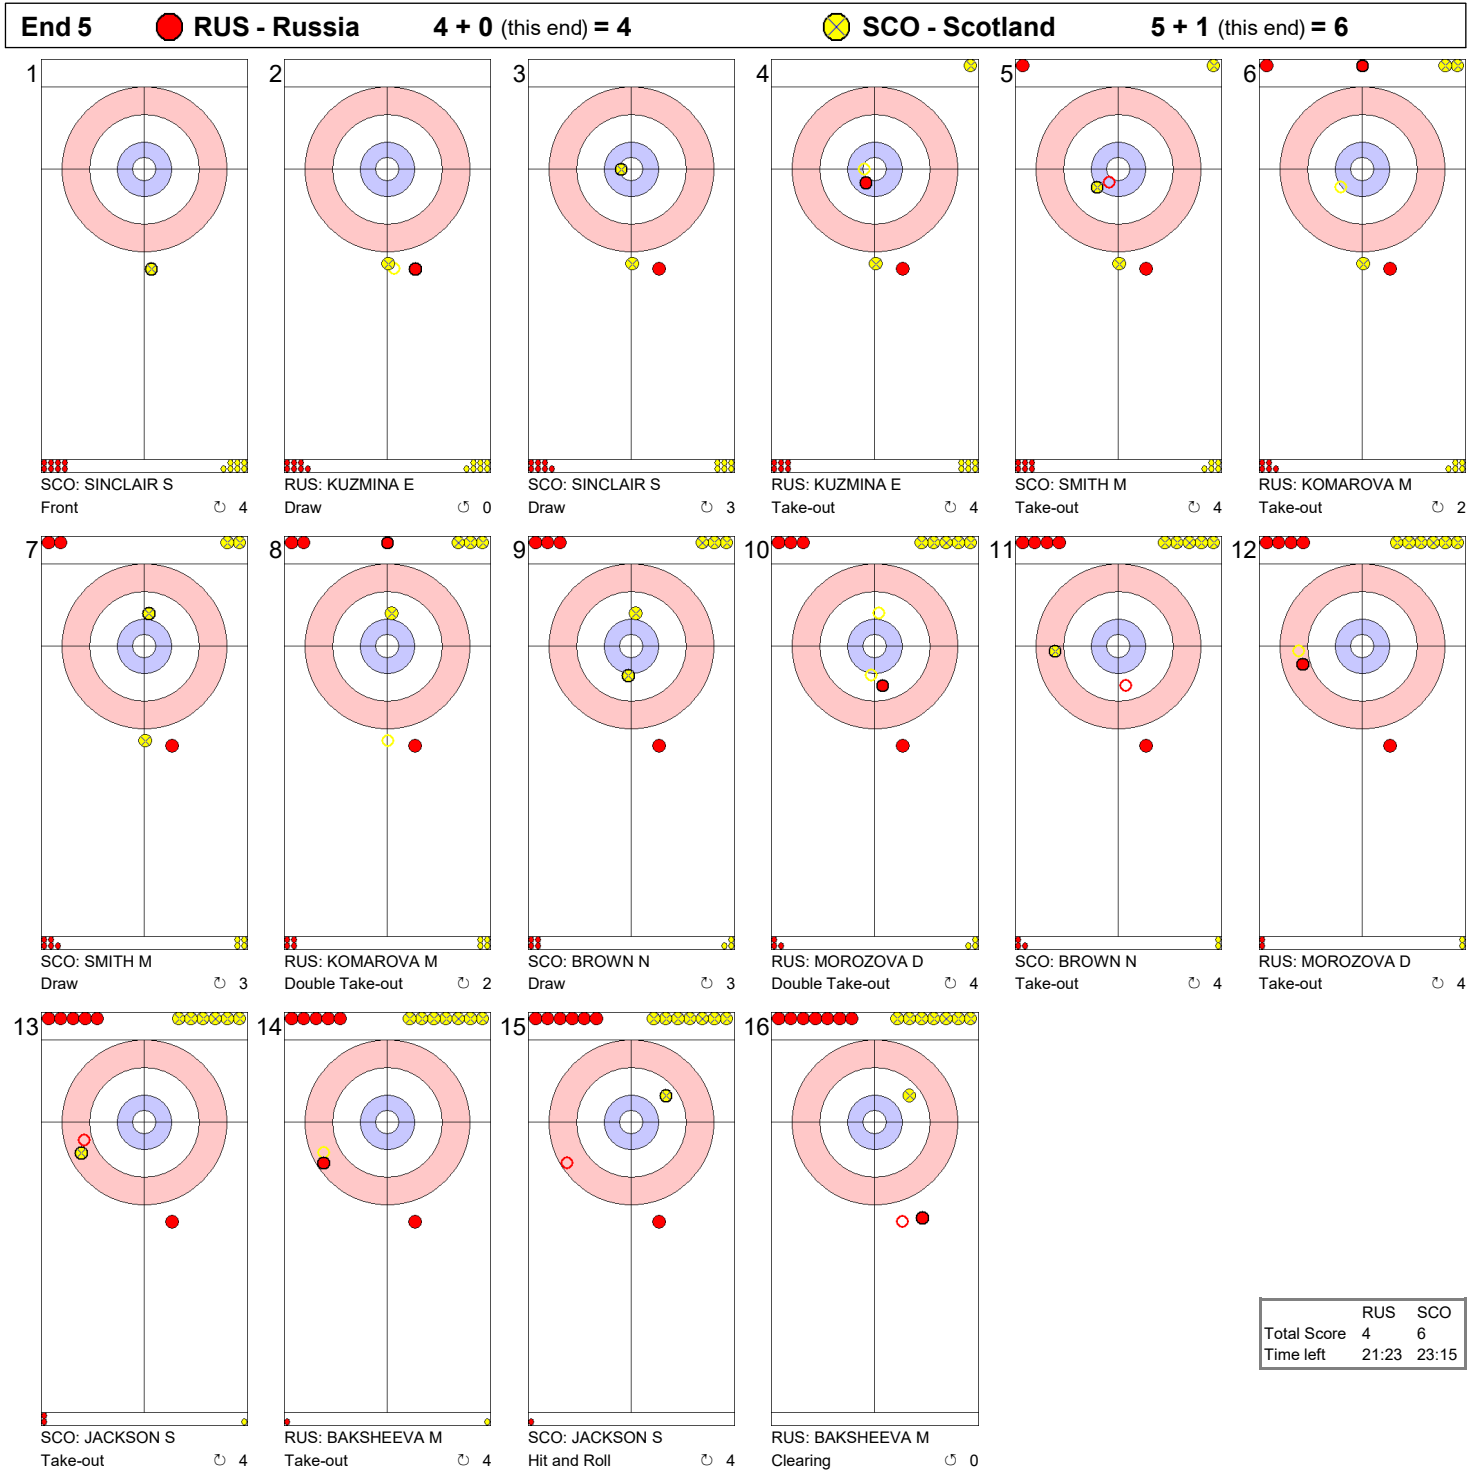 End 5 RUS - Russia 4 + 0 (this end) = 4 SCO - Scotland 5 + 1 (this end) = 6
1 2 3 4 5 6
SCO: SINCLAIR S RUS: KUZMINA E SCO: SINCLAIR S RUS: KUZMINA E SCO: SMITH M RUS: KOMAROVA M
Front ↻ 4 Draw ↺ 0 Draw ↻ 3 Take-out ↻ 4 Take-out ↻ 4 Take-out ↻ 2
7 8 9 10 11 12
SCO: SMITH M RUS: KOMAROVA M SCO: BROWN N RUS: MOROZOVA D SCO: BROWN N RUS: MOROZOVA D
Draw ↻ 3 Double Take-out ↻ 2 Draw ↻ 3 Double Take-out ↻ 4 Take-out ↻ 4 Take-out ↻ 4
13 14 15 16
RUS SCO
Total Score 4 6
Time left 21:23 23:15
SCO: JACKSON S RUS: BAKSHEEVA M SCO: JACKSON S RUS: BAKSHEEVA M
Take-out ↻ 4 Take-out ↻ 4 Hit and Roll ↻ 4 Clearing ↻ 0